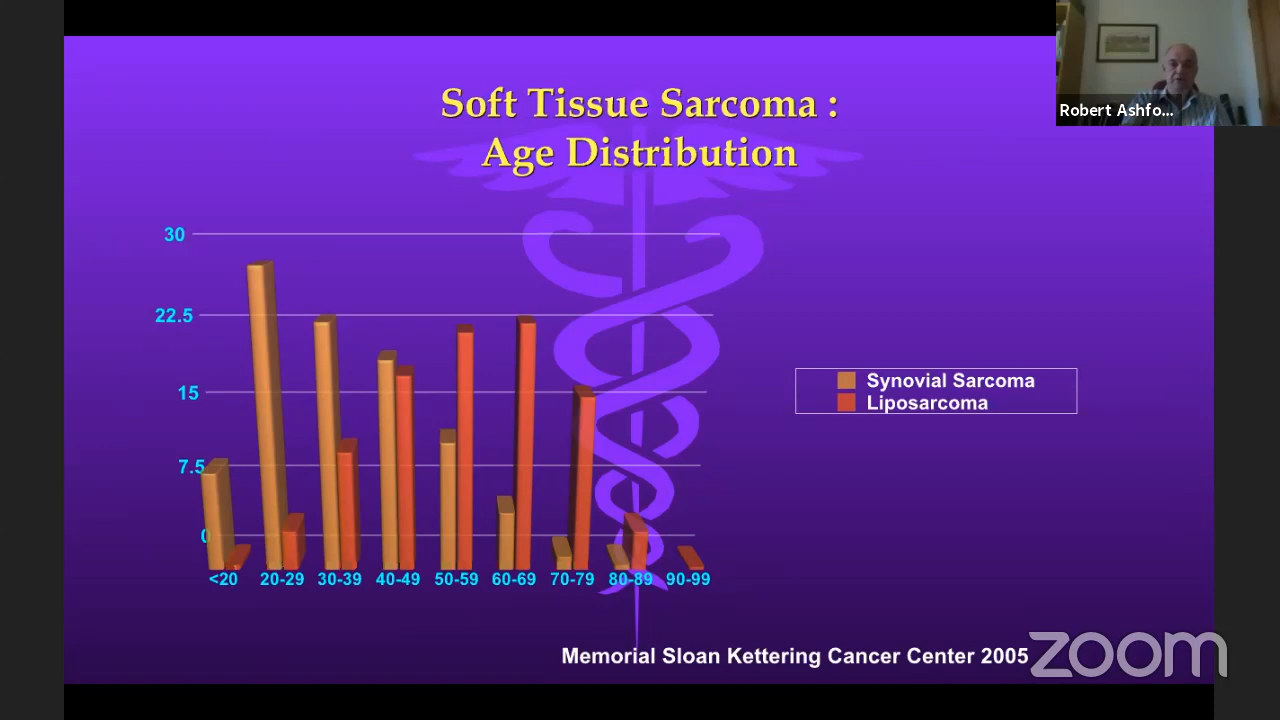 Soft Tissue Sarcoma :
Age Distribution
Robert Ashfo...
30
22.5
15
7.5
0
<20 20-29 30-39 40-49 50-59 60-69 70-79 80-89 90-99
Synovial Sarcoma
Liposarcoma
Memorial Sloan Kettering Cancer Center 2005
zoom